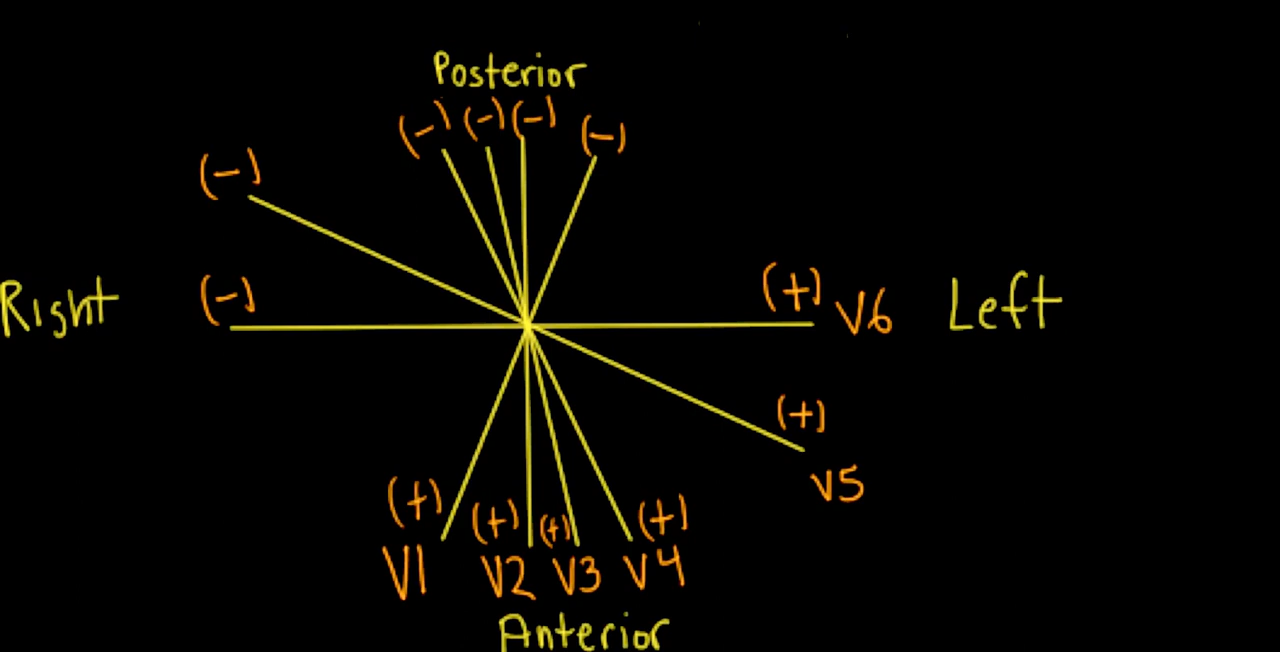 Posterior
(-) (-) (-) (-)
(-)
Right (-) (+) V6 Left
(+)
V5
(+) (+) (+) (+)
V1 V2 V3 V4
Anterior